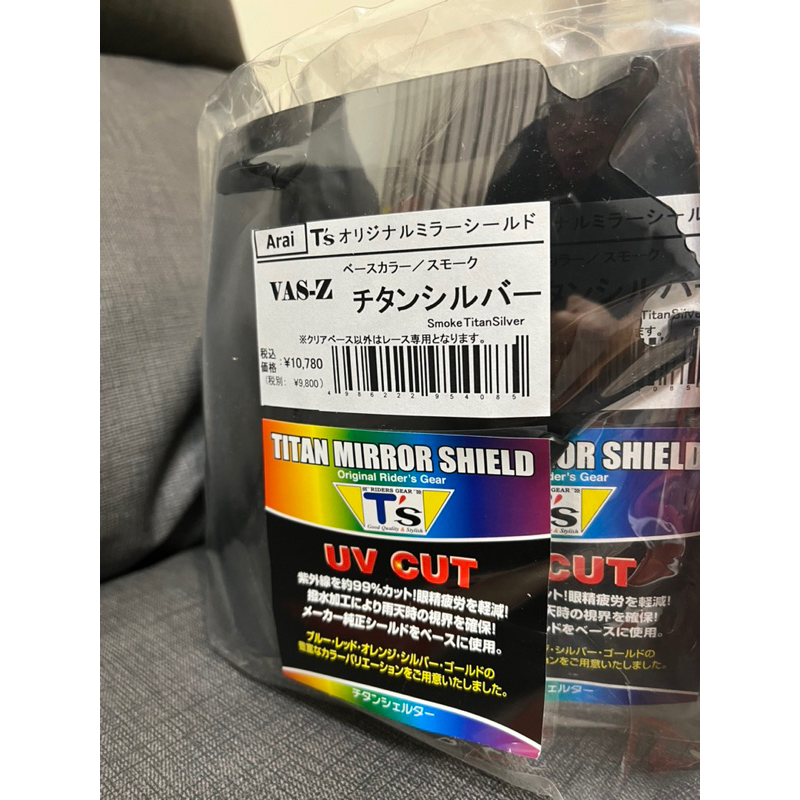 Arai T's オリジナルミラーシールド
ベースカラー／スモーク
VAS-Z チタンシルバー
Smoke TitanSilver
※クリアベース以外はレース専用となります。
税込
価格：¥10,780
(税別: ¥9,800)
4986222954085
TITAN MIRROR SHIELD
Original Rider's Gear
RIDERS GEAR
T's
Good Quality & Stylish
UV CUT
紫外線を約99%カット!眼精疲労を軽減!
撥水加工により雨天時の視界を確保!
メーカー純正シールドをベースに使用。
ブルー・レッド・オレンジ・シルバー・ゴールドの
豊富なカラーバリエーションをご用意いたしました。
チタンシェルター